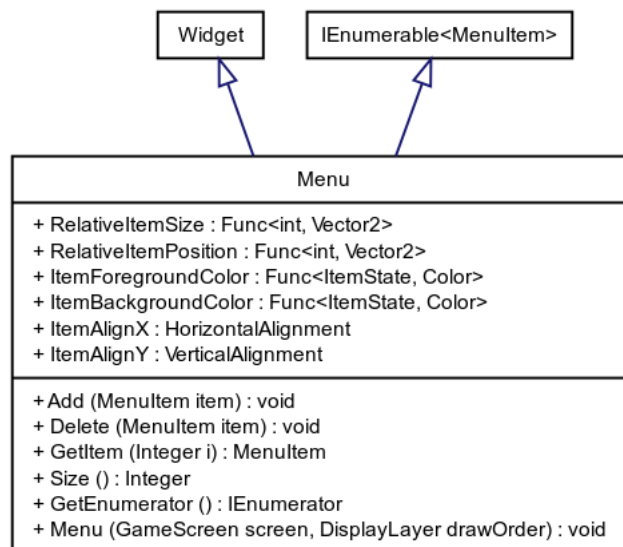 Widget
IEnumerable<MenuItem>
Menu
+ RelativeItemSize : Func<int, Vector2>
+ RelativeItemPosition : Func<int, Vector2>
+ ItemForegroundColor : Func<ItemState, Color>
+ ItemBackgroundColor : Func<ItemState, Color>
+ ItemAlignX : HorizontalAlignment
+ ItemAlignY : VerticalAlignment
+ Add (MenuItem item) : void
+ Delete (MenuItem item) : void
+ GetItem (Integer i) : MenuItem
+ Size () : Integer
+ GetEnumerator () : IEnumerator
+ Menu (GameScreen screen, DisplayLayer drawOrder) : void